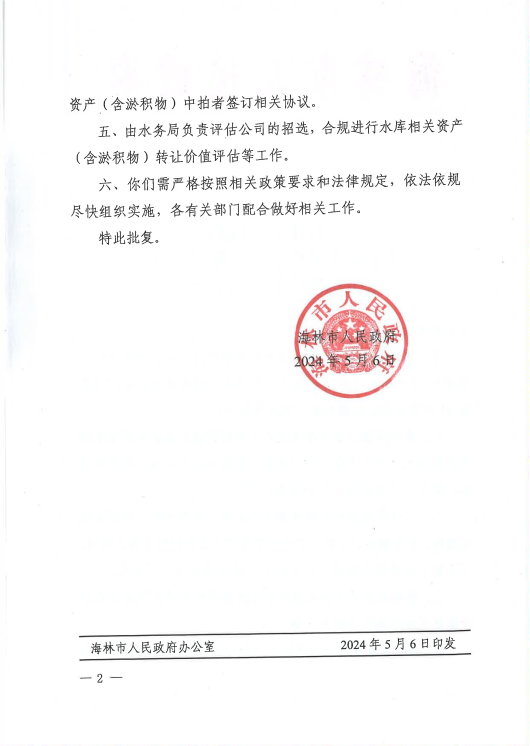 资产（含淤积物）中拍者签订相关协议。
五、由水务局负责评估公司的招选，合规进行水库相关资产
（含淤积物）转让价值评估等工作。
六、你们需严格按照相关政策要求和法律规定，依法依规
尽快组织实施，各有关部门配合做好相关工作。
特此批复。
海林市人民政府
海林市人民政府
2024年5月6日
海林市人民政府办公室 2024年5月6日印发
— 2 —